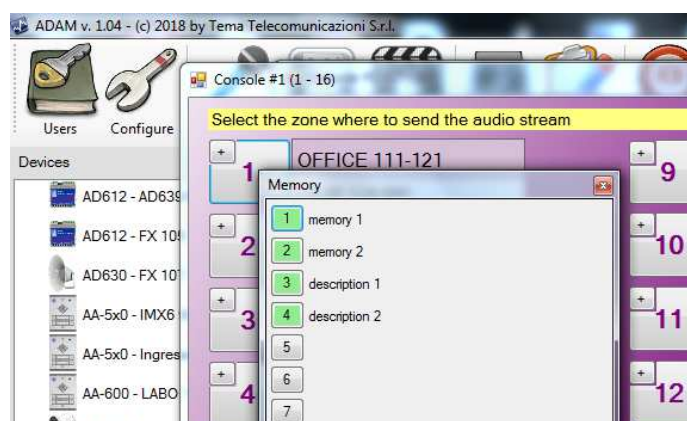 ADAM v. 1.04 - (c) 2018 by Tema Telecomunicazioni S.r.l.
Users
Configure
Console #1 (1 - 16)
Select the zone where to send the audio stream
Devices
AD612 - AD639
AD612 - FX
AD630 - FX
AA-5x0 - IMX6
AA-5x0 - Ingres
AA-600 - LABO
+
1
OFFICE 111-121
+
2
+
3
+
4
+
9
+
10
+
11
+
12
Memory
1 memory 1
2 memory 2
3 description 1
4 description 2
5
6
7